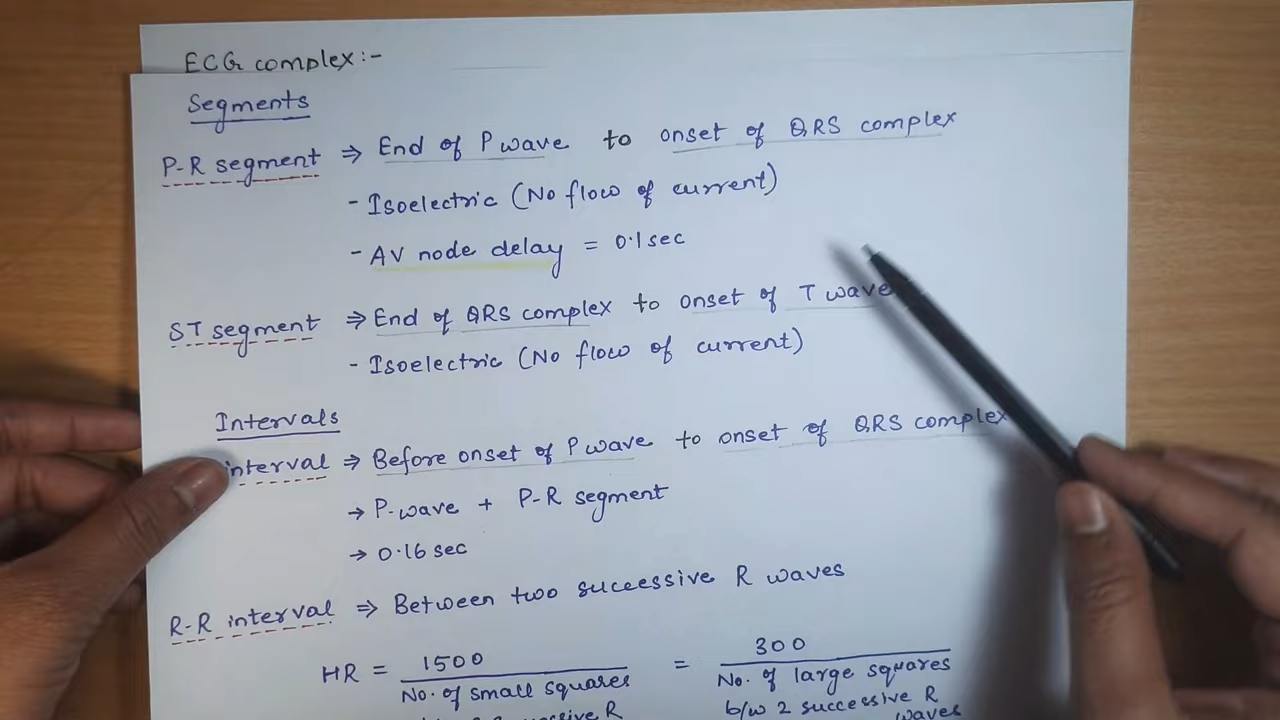 ECG complex:-
Segments
P-R segment ⇒ End of P wave to onset of QRS complex
- Isoelectric (No flow of current)
- AV node delay = 0.1 sec
ST segment ⇒ End of QRS complex to onset of T wave
- Isoelectric (No flow of current)
Intervals
interval ⇒ Before onset of P wave to onset of QRS complex
→ P-wave + P-R segment
→ 0.16 sec
R-R interval ⇒ Between two successive R waves
HR = 1500 / No. of small squares = 300 / No. of large squares
R b/w 2 successive R
waves